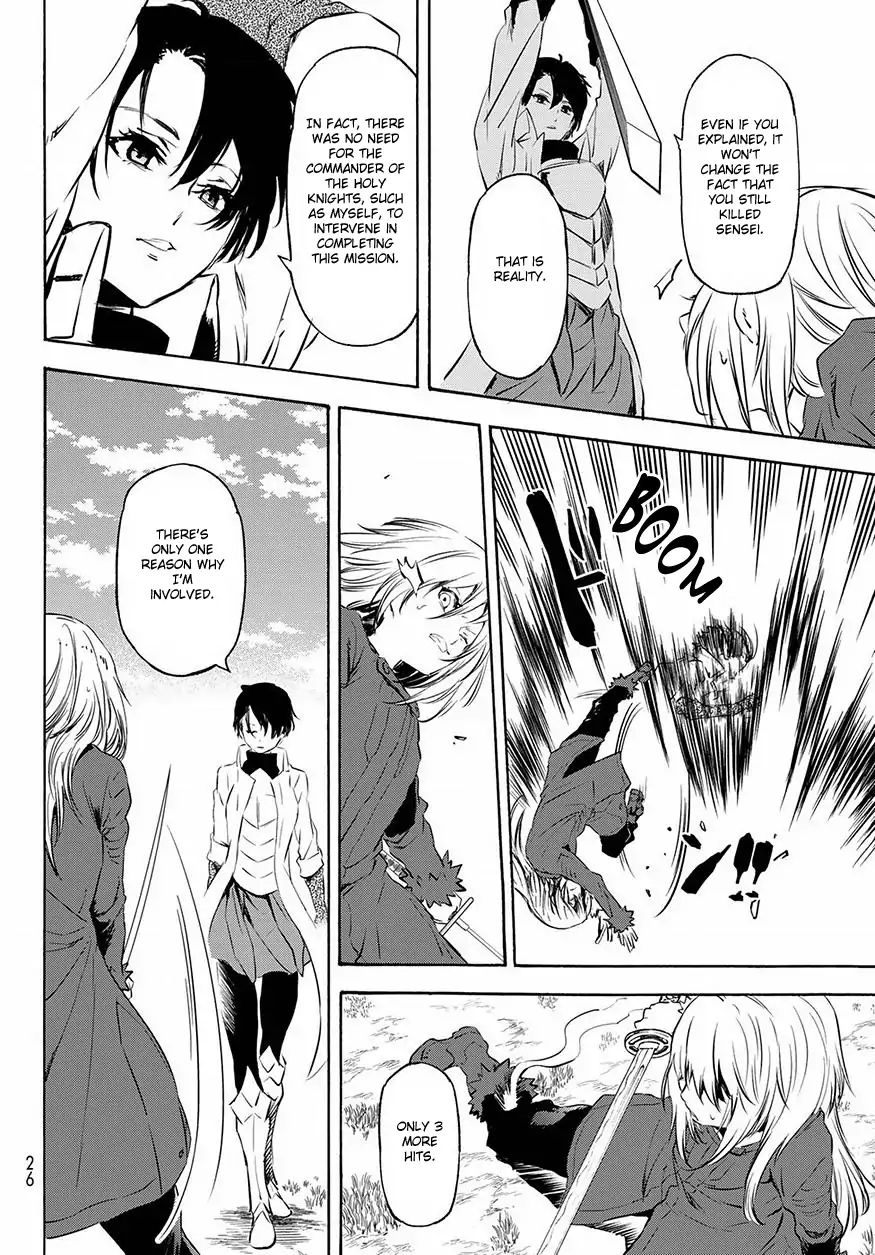 EVEN IF YOU
EXPLAINED, IT
WON'T
CHANGE THE
FACT THAT
YOU STILL
KILLED
SENSEI.
THAT IS
REALITY.
IN FACT, THERE
WAS NO NEED
FOR THE
COMMANDER OF
THE HOLY
KNIGHTS, SUCH
AS MYSELF, TO
INTERVENE IN
COMPLETING
THIS MISSION.
BOOM
ド
ン!!
THERE'S
ONLY ONE
REASON WHY
I'M
INVOLVED.
ONLY 3
MORE
HITS.
26